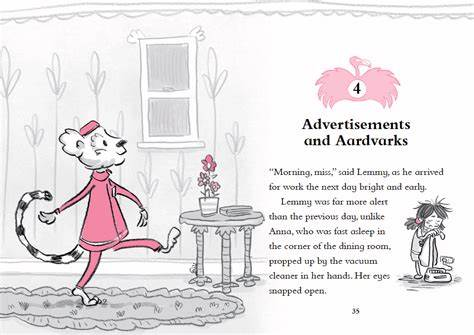 4
Advertisements
and Aardvarks
“Morning, miss,” said Lemmy, as he arrived
for work the next day bright and early.
Lemmy was far more alert
than the previous day, unlike
Anna, who was fast asleep in
the corner of the dining room,
propped up by the vacuum
cleaner in her hands. Her eyes
snapped open.
35